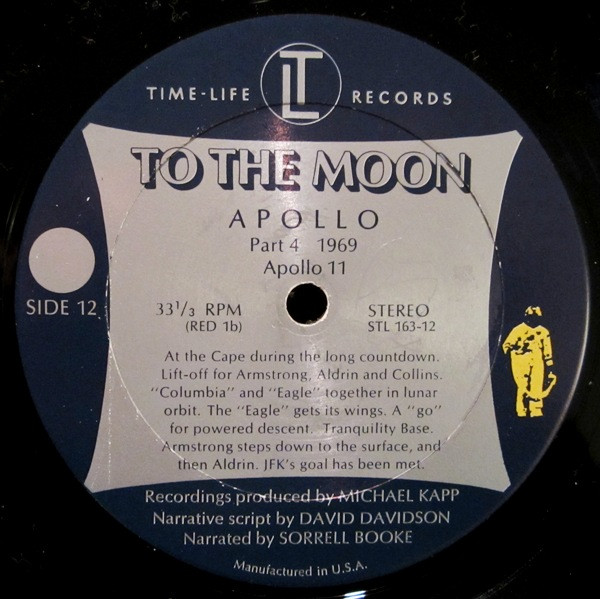 TIME-LIFE LT RECORDS
TO THE MOON
APOLLO
Part 4 1969
Apollo 11
SIDE 12
33 1/3 RPM STEREO
(RED 1b) STL 163-12
At the Cape during the long countdown.
Lift-off for Armstrong, Aldrin and Collins.
"Columbia" and "Eagle" together in lunar
orbit. The "Eagle" gets its wings. A "go"
for powered descent. Tranquility Base.
Armstrong steps down to the surface, and
then Aldrin. JFK's goal has been met.
Recordings produced by MICHAEL KAPP
Narrative script by DAVID DAVIDSON
Narrated by SORRELL BOOKE
Manufactured in U.S.A.